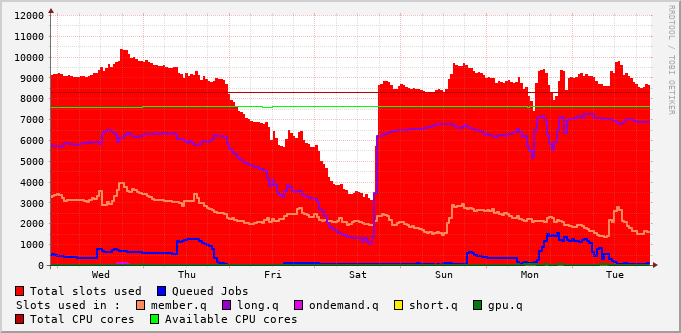 12000
11000
10000
9000
8000
7000
6000
5000
4000
3000
2000
1000
0
Wed Thu Fri Sat Sun Mon Tue
Total slots used Queued Jobs
Slots used in : member.q long.q ondemand.q short.q gpu.q
Total CPU cores Available CPU cores
RRDTOOL / TOBI OETIKER